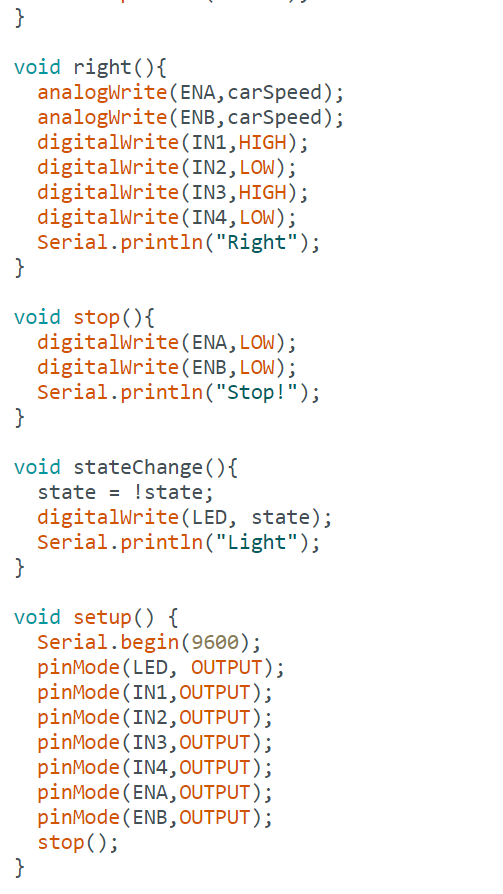 }

void right(){
  analogWrite(ENA,carSpeed);
  analogWrite(ENB,carSpeed);
  digitalWrite(IN1,HIGH);
  digitalWrite(IN2,LOW);
  digitalWrite(IN3,HIGH);
  digitalWrite(IN4,LOW);
  Serial.println("Right");
}

void stop(){
  digitalWrite(ENA,LOW);
  digitalWrite(ENB,LOW);
  Serial.println("Stop!");
}

void stateChange(){
  state = !state;
  digitalWrite(LED, state);
  Serial.println("Light");
}

void setup() {
  Serial.begin(9600);
  pinMode(LED, OUTPUT);
  pinMode(IN1,OUTPUT);
  pinMode(IN2,OUTPUT);
  pinMode(IN3,OUTPUT);
  pinMode(IN4,OUTPUT);
  pinMode(ENA,OUTPUT);
  pinMode(ENB,OUTPUT);
  stop();
}